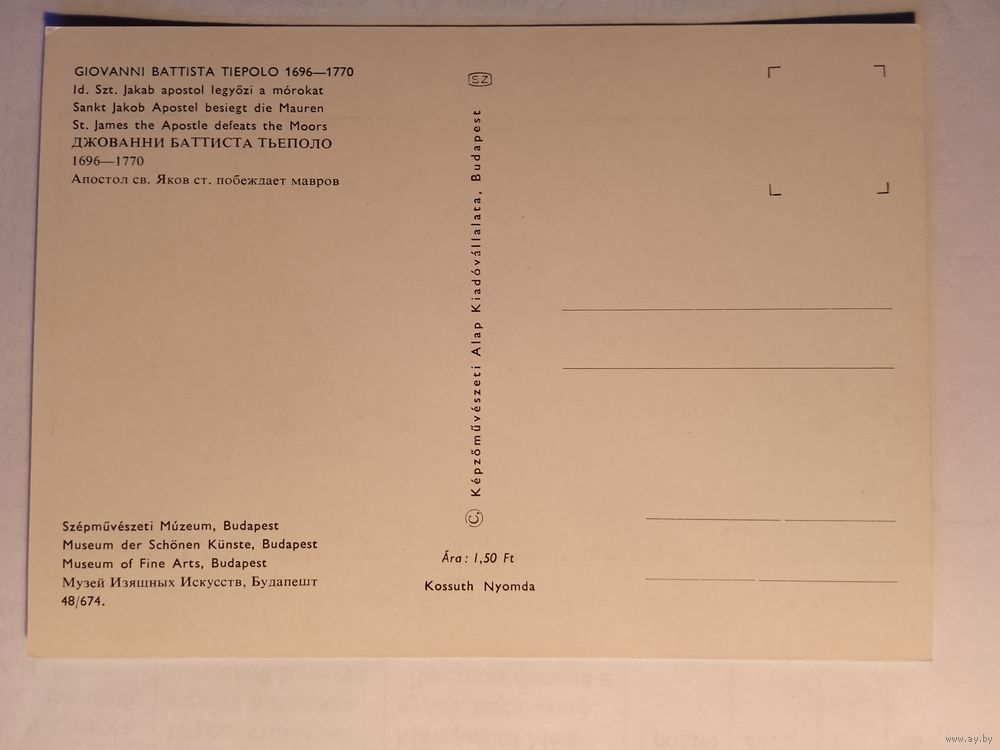 GIOVANNI BATTISTA TIEPOLO 1696—1770
Id. Szt. Jakab apostol legyőzi a mórokat
Sankt Jakob Apostel besiegt die Mauren
St. James the Apostle defeats the Moors
ДЖОВАННИ БАТТИСТА ТЬЕПОЛО
1696—1770
Апостол св. Яков ст. побеждает мавров
Szépművészeti Múzeum, Budapest
Museum der Schönen Künste, Budapest
Museum of Fine Arts, Budapest
Музей Изящных Искусств, Будапешт
48/674.
SZ
© Képzőművészeti Alap Kiadóvállalata, Budapest
Ára: 1,50 Ft
Kossuth Nyomda
www.ay.by